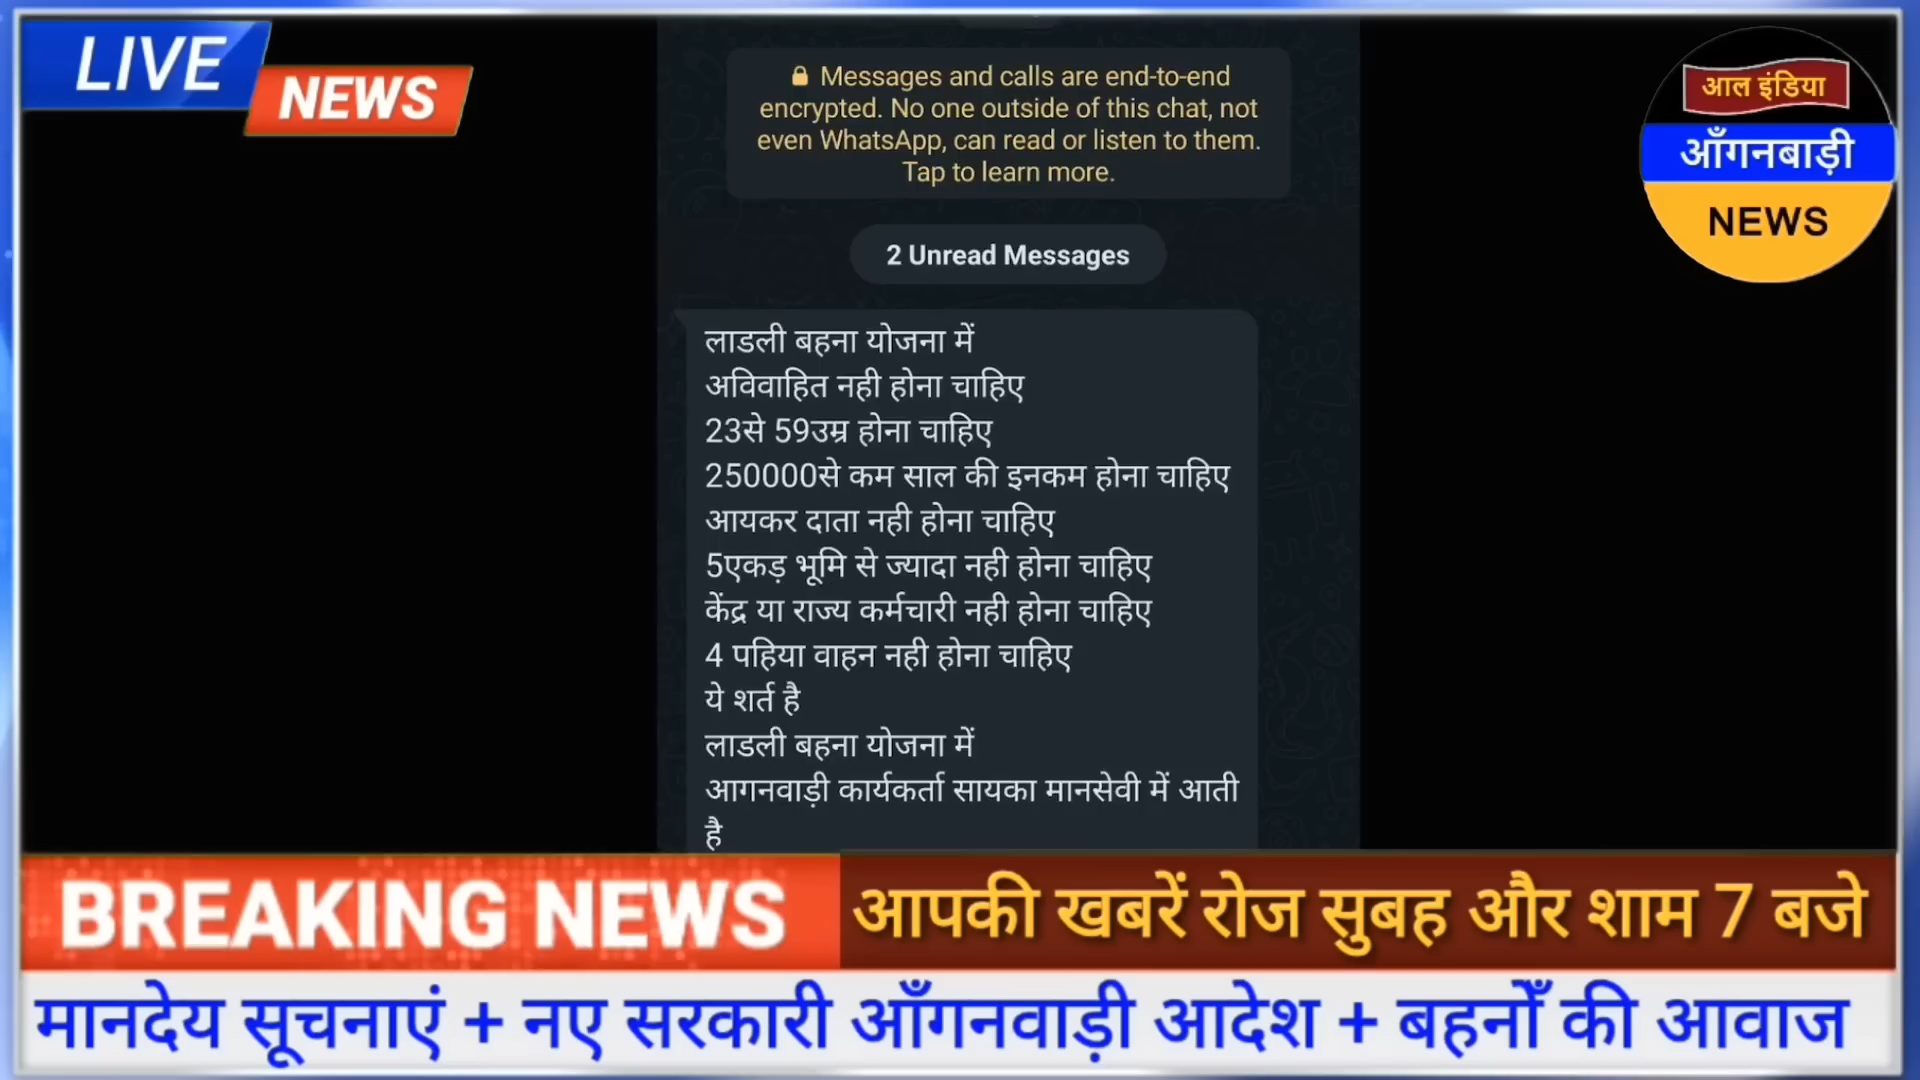 LIVE
NEWS
आल इंडिया
आँगनबाड़ी
NEWS
Messages and calls are end-to-end
encrypted. No one outside of this chat, not
even WhatsApp, can read or listen to them.
Tap to learn more.
2 Unread Messages
लाडली बहना योजना में
अविवाहित नही होना चाहिए
23से 59उम्र होना चाहिए
250000से कम साल की इनकम होना चाहिए
आयकर दाता नही होना चाहिए
5एकड़ भूमि से ज्यादा नही होना चाहिए
केंद्र या राज्य कर्मचारी नही होना चाहिए
4 पहिया वाहन नही होना चाहिए
ये शर्त है
लाडली बहना योजना में
आगनवाड़ी कार्यकर्ता सायका मानसेवी में आती
है
BREAKING NEWS
आपकी खबरें रोज सुबह और शाम 7 बजे
मानदेय सूचनाएं + नए सरकारी आँगनवाड़ी आदेश + बहनोँ की आवाज